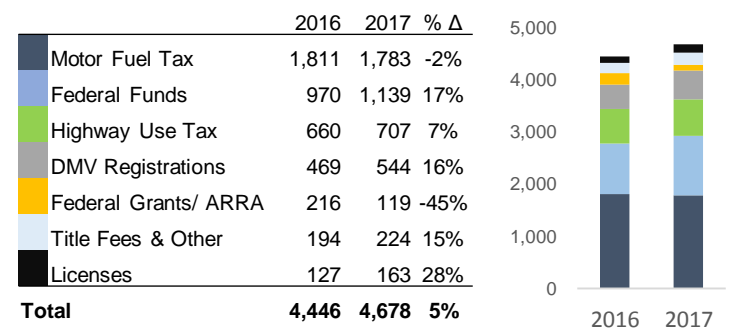 2016 2017 % Δ
Motor Fuel Tax 1,811 1,783 -2%
Federal Funds 970 1,139 17%
Highway Use Tax 660 707 7%
DMV Registrations 469 544 16%
Federal Grants/ ARRA 216 119 -45%
Title Fees & Other 194 224 15%
Licenses 127 163 28%
Total 4,446 4,678 5%
5,000
4,000
3,000
2,000
1,000
0
2016 2017